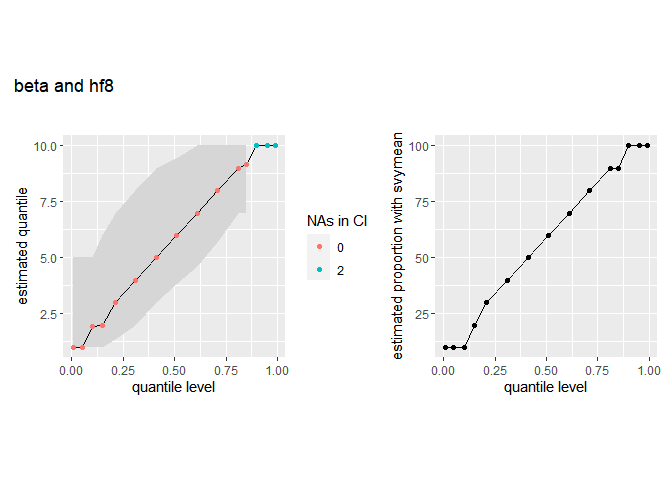 beta and hf8
estimated quantile
10.0
7.5
5.0
2.5
0.00 0.25 0.50 0.75 1.00
quantile level
NAs in CI
0
2
estimated proportion with svymean
100
75
50
25
0.00 0.25 0.50 0.75 1.00
quantile level